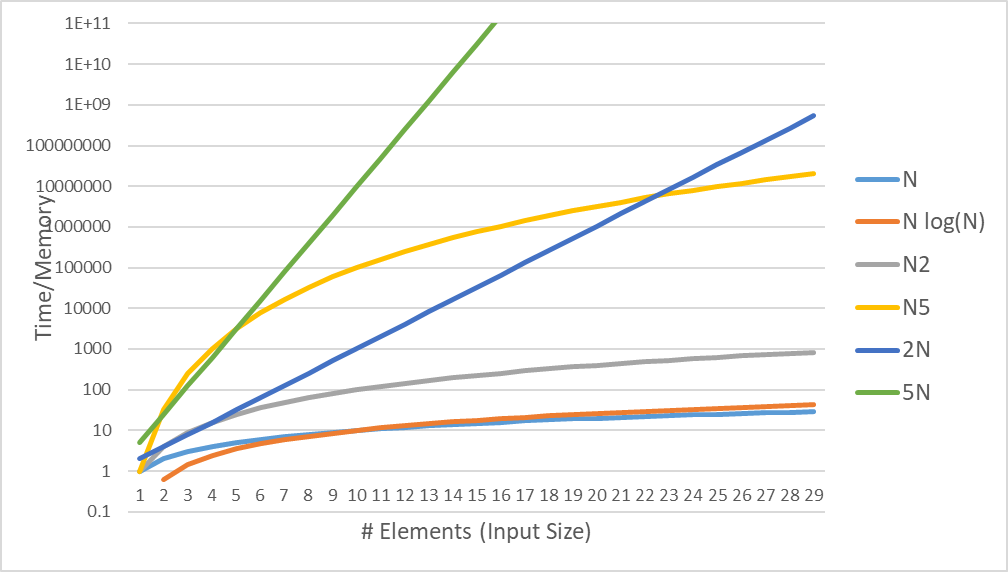 1E+11
1E+10
1E+09
100000000
10000000
1000000
100000
10000
1000
100
10
1
0.1
Time/Memory
1 2 3 4 5 6 7 8 9 10 11 12 13 14 15 16 17 18 19 20 21 22 23 24 25 26 27 28 29
# Elements (Input Size)
N
N log(N)
N2
N5
2N
5N